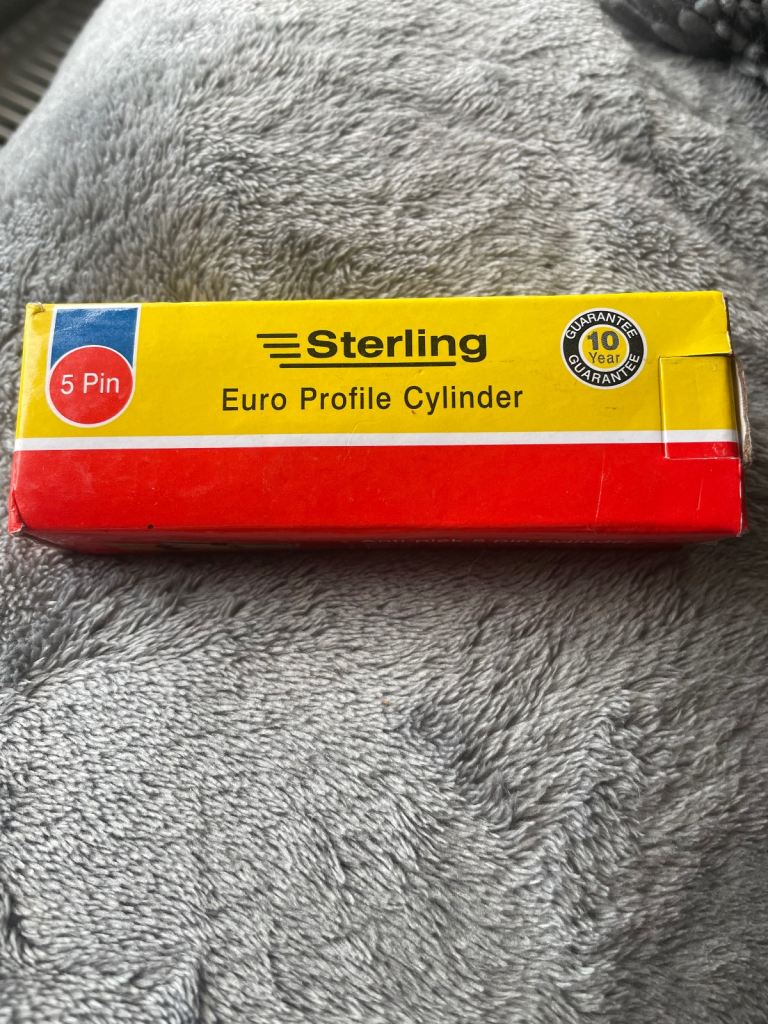 5 Pin
Sterling
Euro Profile Cylinder
GUARANTEE
10
Year
GUARANTEE